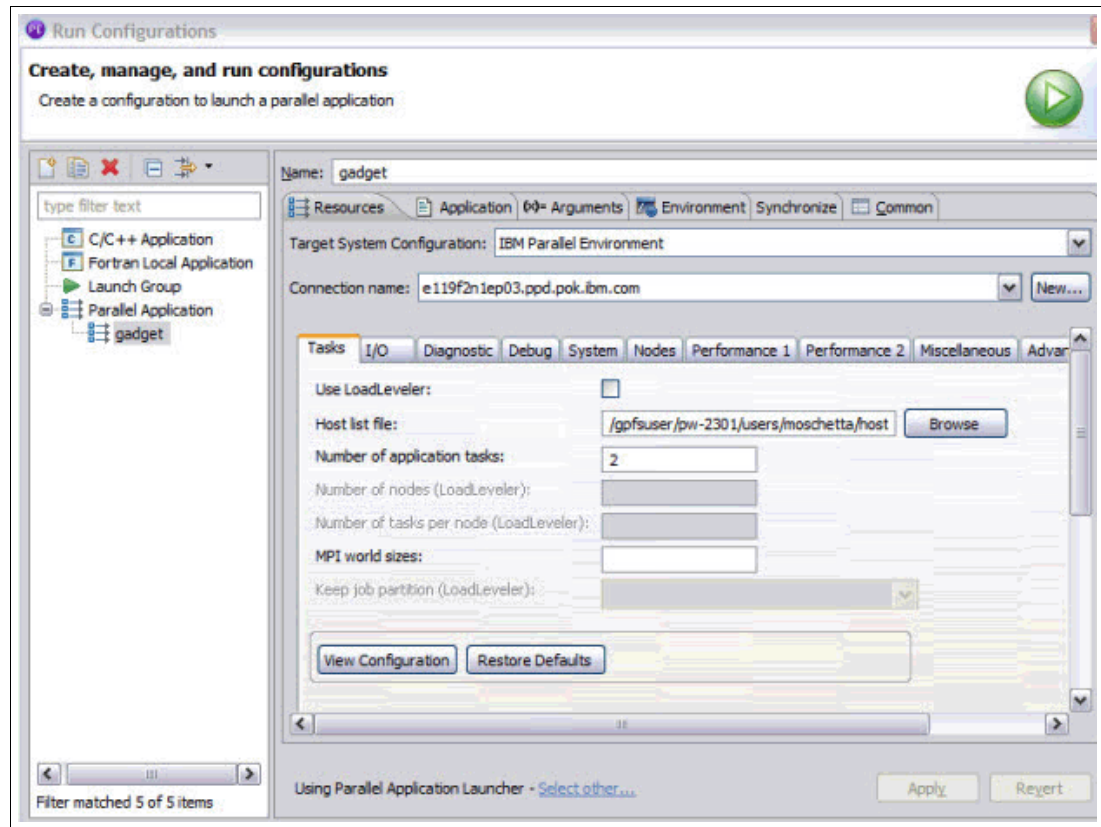 Run Configurations
Create, manage, and run configurations
Create a configuration to launch a parallel application
type filter text
C/C++ Application
Fortran Local Application
Launch Group
Parallel Application
gadget
Filter matched 5 of 5 items
Name: gadget
Resources Application (x)= Arguments Environment Synchronize Common
Target System Configuration: IBM Parallel Environment
Connection name: e119f2n1ep03.ppd.pok.ibm.com New...
Tasks I/O Diagnostic Debug System Nodes Performance 1 Performance 2 Miscellaneous Advar
Use LoadLeveler:
Host list file: /gpfsuser/pw-2301/users/moschetta/host Browse
Number of application tasks: 2
Number of nodes (LoadLeveler):
Number of tasks per node (LoadLeveler):
MPI world sizes:
Keep job partition (LoadLeveler):
View Configuration Restore Defaults
Using Parallel Application Launcher - Select other...
Apply Revert